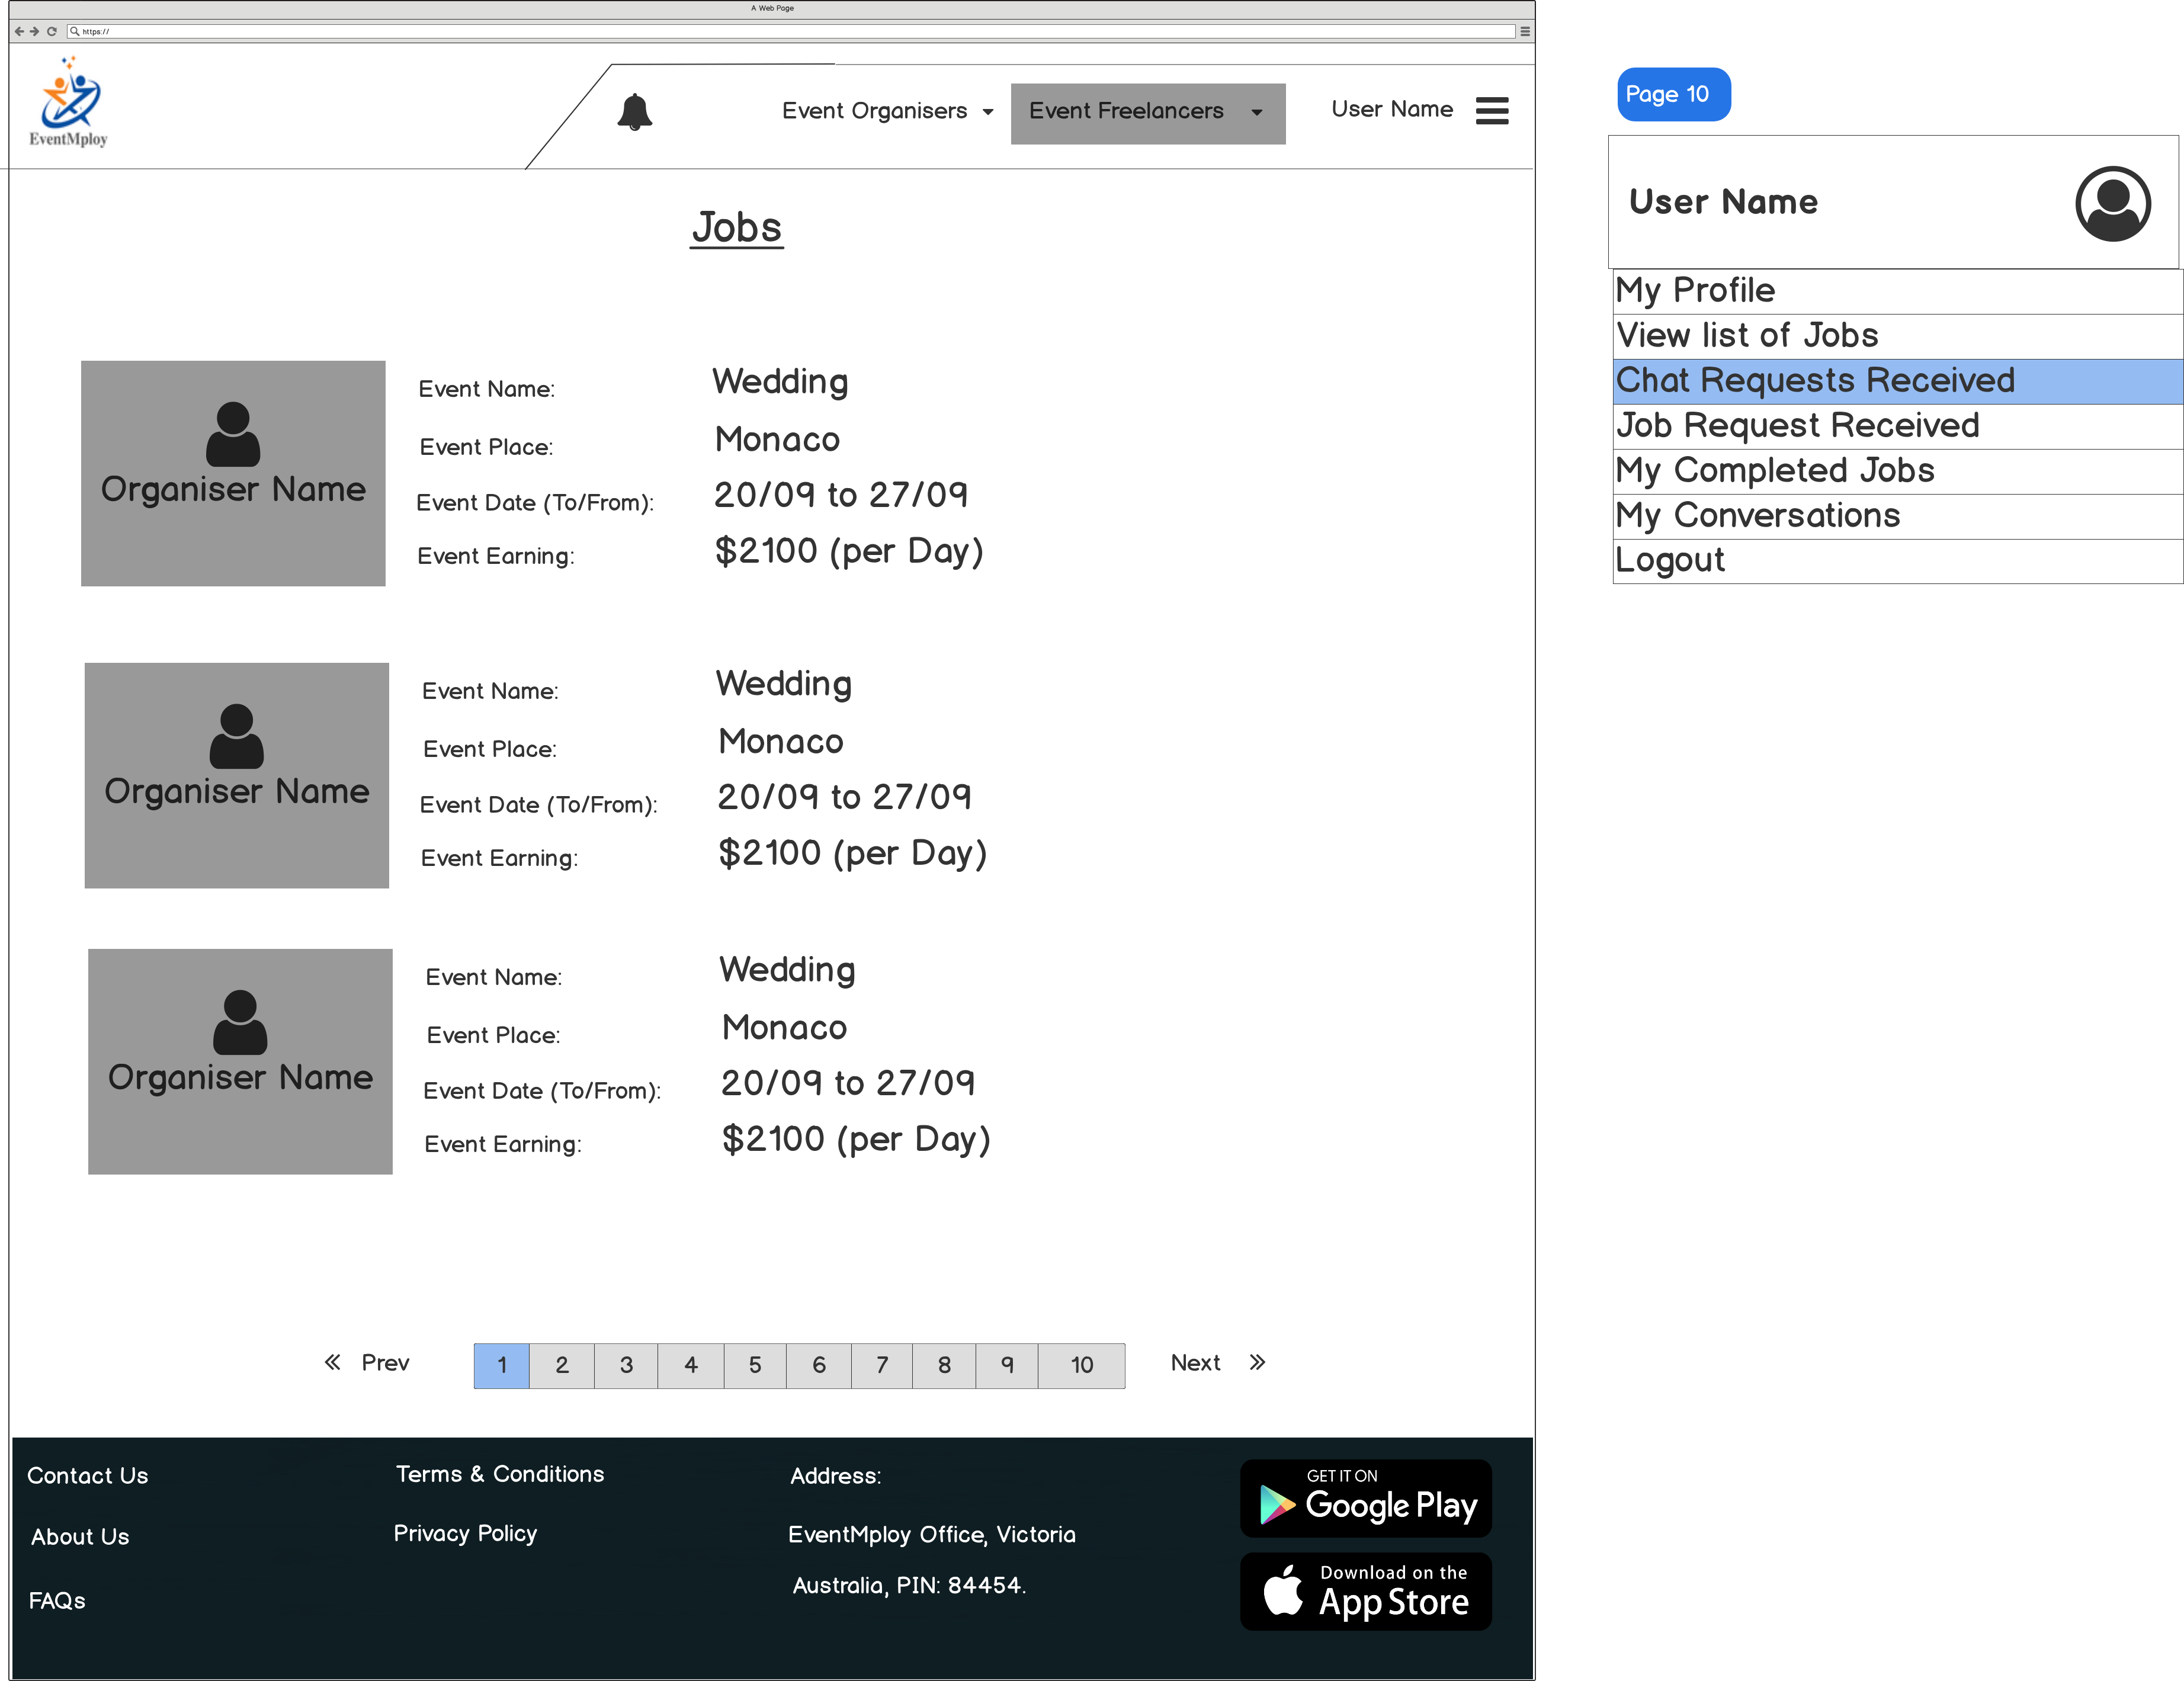 A Web Page
https://
EventMploy
Event Organisers
Event Freelancers
User Name
Jobs
Organiser Name
Event Name: Wedding
Event Place: Monaco
Event Date (To/From): 20/09 to 27/09
Event Earning: $2100 (per Day)
Organiser Name
Event Name: Wedding
Event Place: Monaco
Event Date (To/From): 20/09 to 27/09
Event Earning: $2100 (per Day)
Organiser Name
Event Name: Wedding
Event Place: Monaco
Event Date (To/From): 20/09 to 27/09
Event Earning: $2100 (per Day)
Prev 1 2 3 4 5 6 7 8 9 10 Next
Contact Us
About Us
FAQs
Terms & Conditions
Privacy Policy
Address:
EventMploy Office, Victoria
Australia, PIN: 84454.
GET IT ON
Google Play
Download on the
App Store
Page 10
User Name
My Profile
View list of Jobs
Chat Requests Received
Job Request Received
My Completed Jobs
My Conversations
Logout